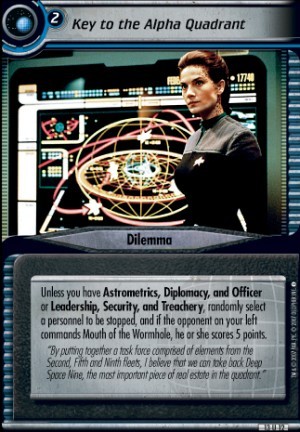 2 Key to the Alpha Quadrant
17740
Dilemma
Unless you have Astrometrics, Diplomacy, and Officer
or Leadership, Security, and Treachery, randomly select
a personnel to be stopped, and if the opponent on your left
commands Mouth of the Wormhole, he or she scores 5 points.
"By putting together a task force comprised of elements from the
Second, Fifth and Ninth fleets, I believe that we can take back Deep
Space Nine, the most important piece of real estate in the quadrant."